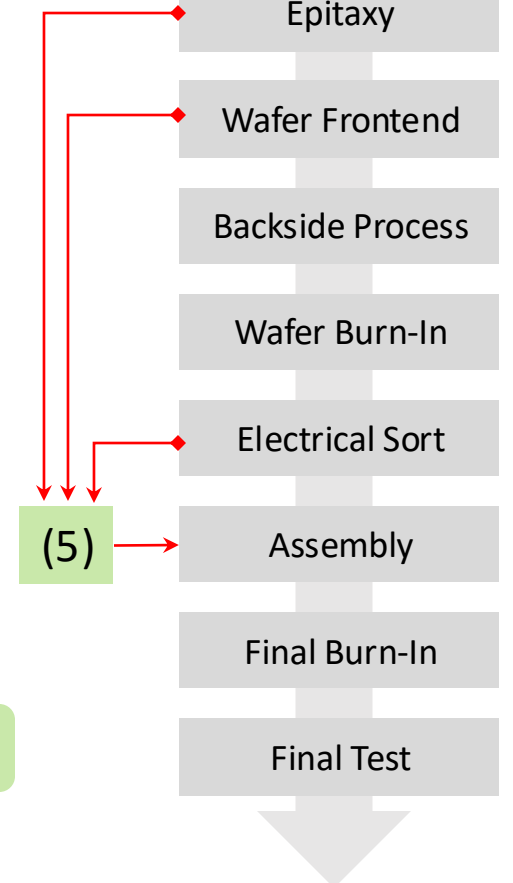 Epitaxy
Wafer Frontend
Backside Process
Wafer Burn-In
Electrical Sort
(5)
Assembly
Final Burn-In
Final Test